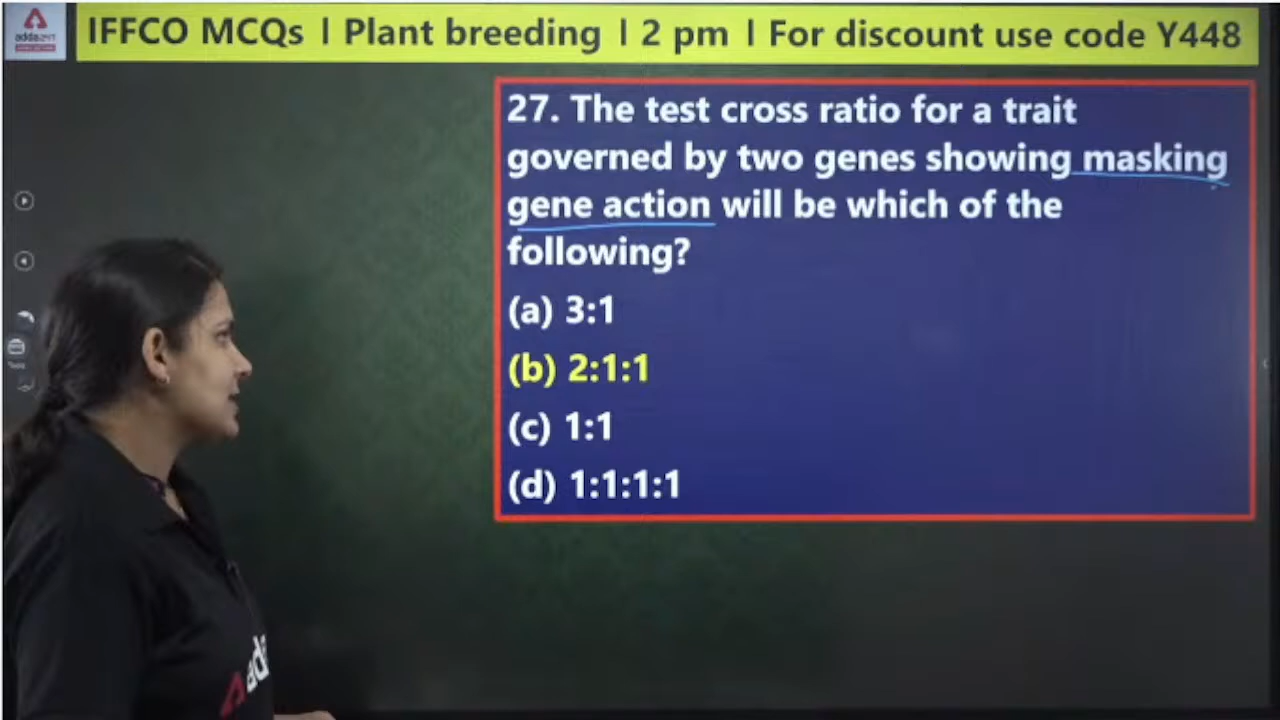 adda247
IFFCO MCQs I Plant breeding I 2 pm I For discount use code Y448
27. The test cross ratio for a trait
governed by two genes showing masking
gene action will be which of the
following?
(a) 3:1
(b) 2:1:1
(c) 1:1
(d) 1:1:1:1
add